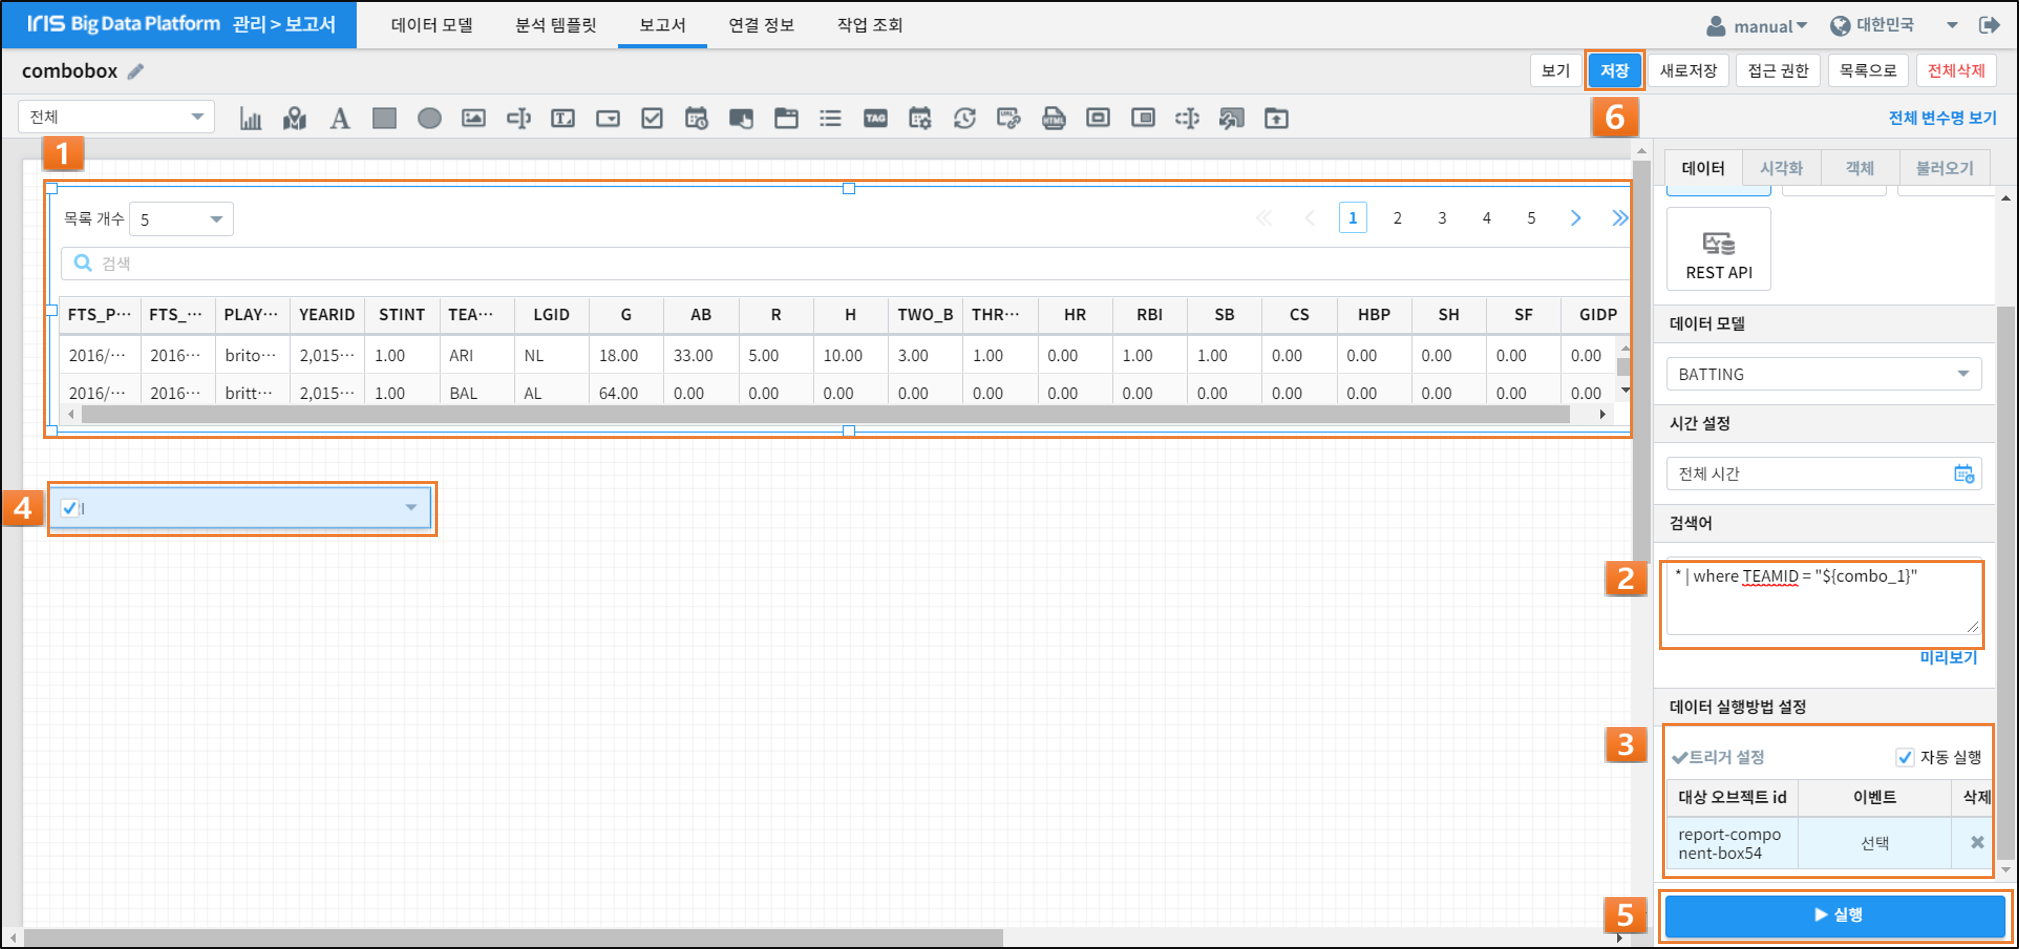 IRIS Big Data Platform 관리 > 보고서 데이터 모델 분석 템플릿 보고서 연결 정보 작업 조회 manual 대한민국
combobox 보기 저장 새로저장 접근 권한 목록으로 전체삭제
전체 A T TAG URL HTML 6 전체 변수명 보기
1
데이터 시각화 객체 불러오기
목록 개수 5 1 2 3 4 5
검색
REST API
FTS_P··· FTS_··· PLAY··· YEARID STINT TEA··· LGID G AB R H TWO_B THR··· HR RBI SB CS HBP SH SF GIDP
2016/··· 2016··· brito··· 2,015··· 1.00 ARI NL 18.00 33.00 5.00 10.00 3.00 1.00 0.00 1.00 1.00 0.00 0.00 0.00 0.00 0.00
2016/··· 2016··· britt··· 2,015··· 1.00 BAL AL 64.00 0.00 0.00 0.00 0.00 0.00 0.00 0.00 0.00 0.00 0.00 0.00 0.00 0.00
데이터 모델
BATTING
시간 설정
전체 시간
4
검색어
2
* | where TEAMID = "${combo_1}"
미리보기
데이터 실행방법 설정
3
트리거 설정 자동 실행
대상 오브젝트 id 이벤트 삭제
report-compo
nent-box54 선택
5 실행